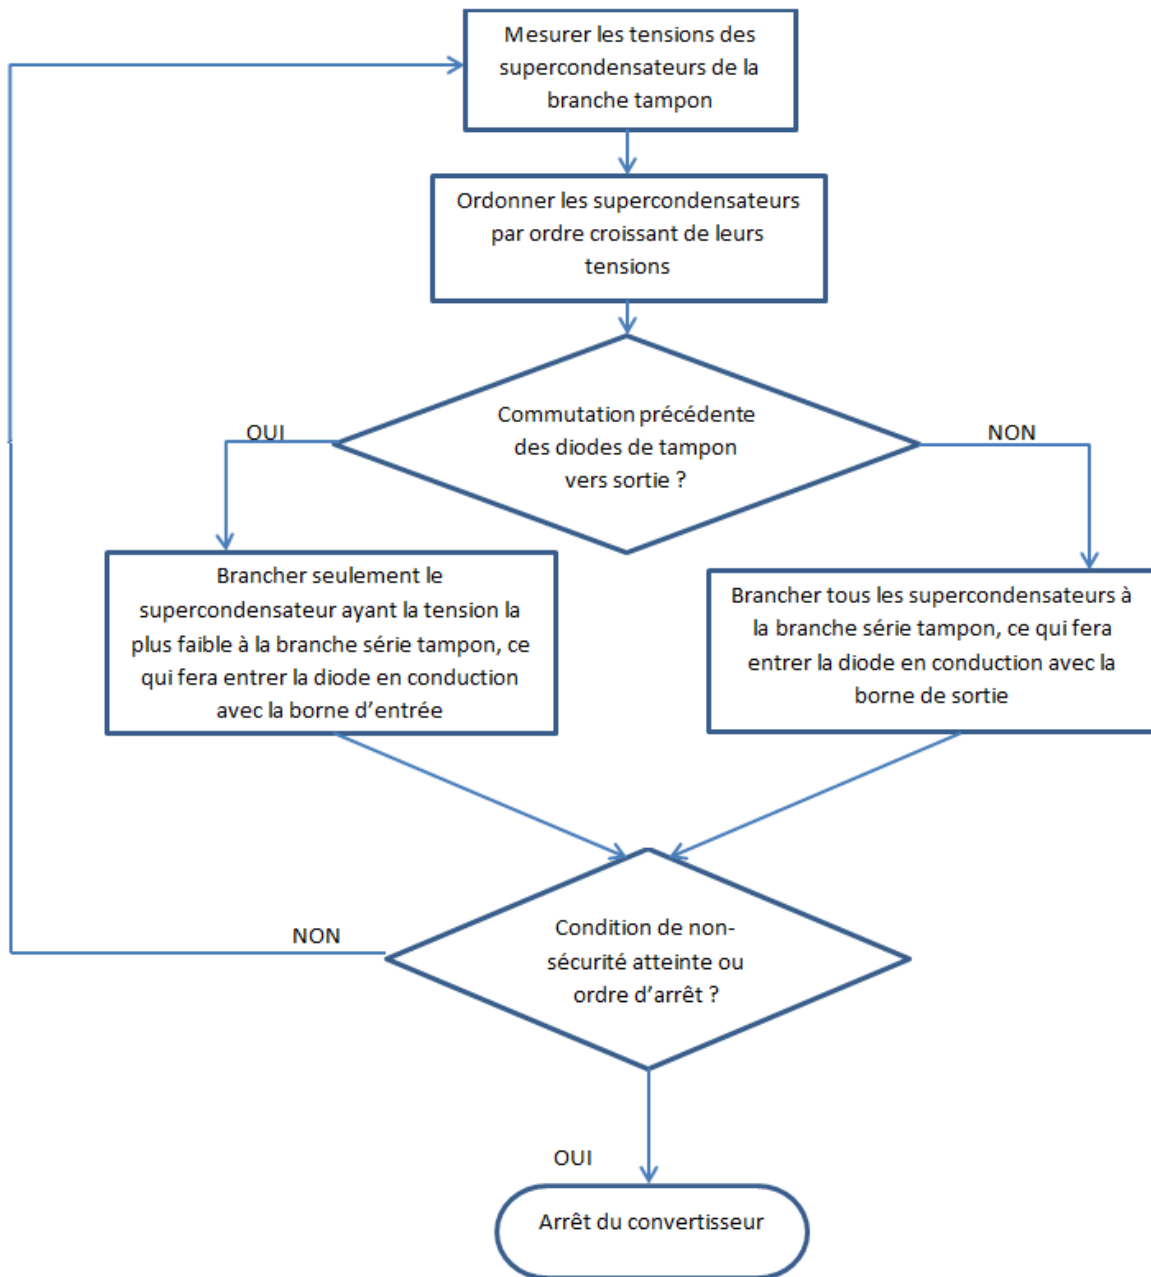 Mesurer les tensions des
supercondensateurs de la
branche tampon
Ordonner les supercondensateurs
par ordre croissant de leurs
tensions
Commutation précédente
des diodes de tampon
vers sortie ?
OUI
NON
Brancher seulement le
supercondensateur ayant la tension la
plus faible à la branche série tampon, ce
qui fera entrer la diode en conduction
avec la borne d'entrée
Brancher tous les supercondensateurs à
la branche série tampon, ce qui fera
entrer la diode en conduction avec la
borne de sortie
Condition de non-
sécurité atteinte ou
ordre d'arrêt ?
NON
OUI
Arrêt du convertisseur